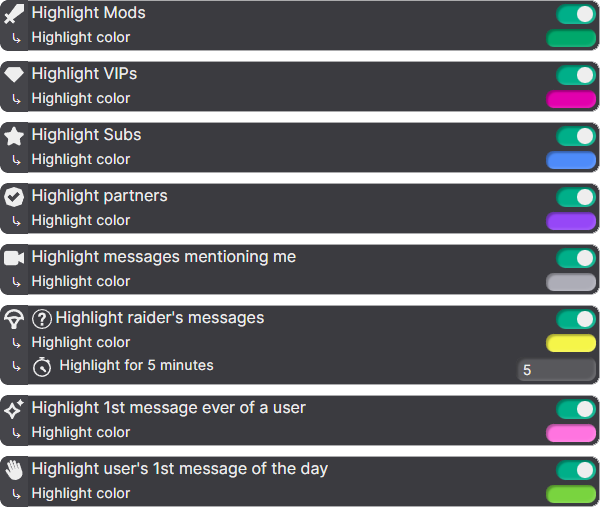 Highlight Mods
Highlight color
Highlight VIPs
Highlight color
Highlight Subs
Highlight color
Highlight partners
Highlight color
Highlight messages mentioning me
Highlight color
Highlight raider's messages
Highlight color
Highlight for 5 minutes 5
Highlight 1st message ever of a user
Highlight color
Highlight user's 1st message of the day
Highlight color